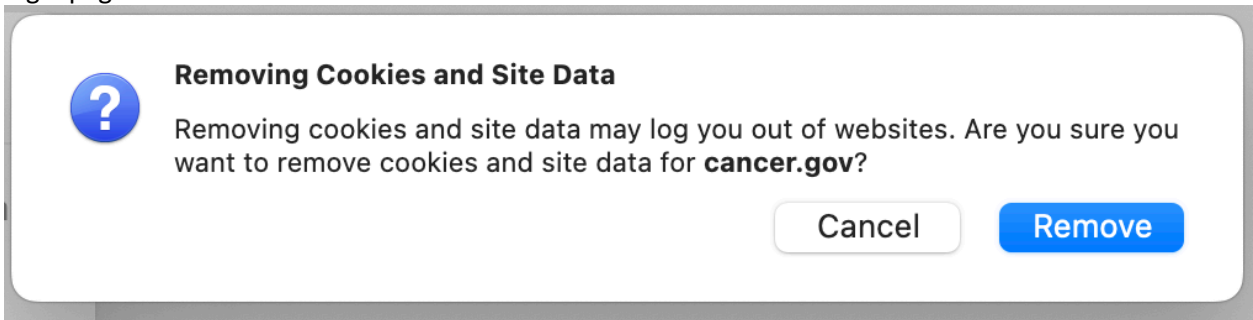 Removing Cookies and Site Data
Removing cookies and site data may log you out of websites. Are you sure you
want to remove cookies and site data for cancer.gov?
Cancel Remove